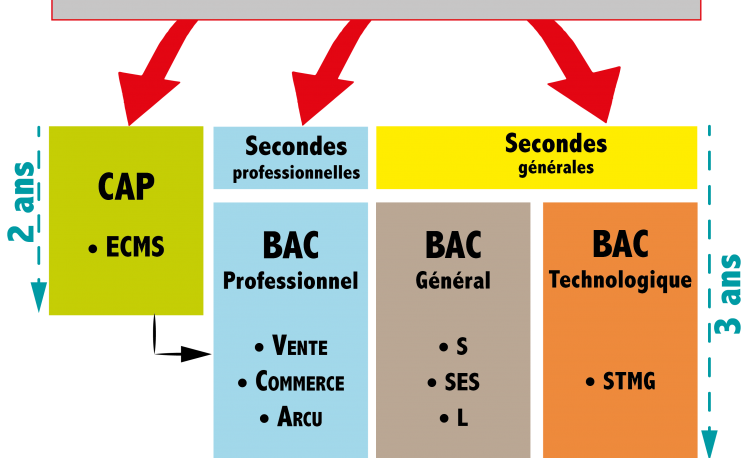 2 ans
CAP
• ECMS
Secondes
professionnelles
Secondes
générales
BAC
Professionnel
• VENTE
• COMMERCE
• ARCU
BAC
Général
• S
• SES
• L
BAC
Technologique
• STMG
3 ans